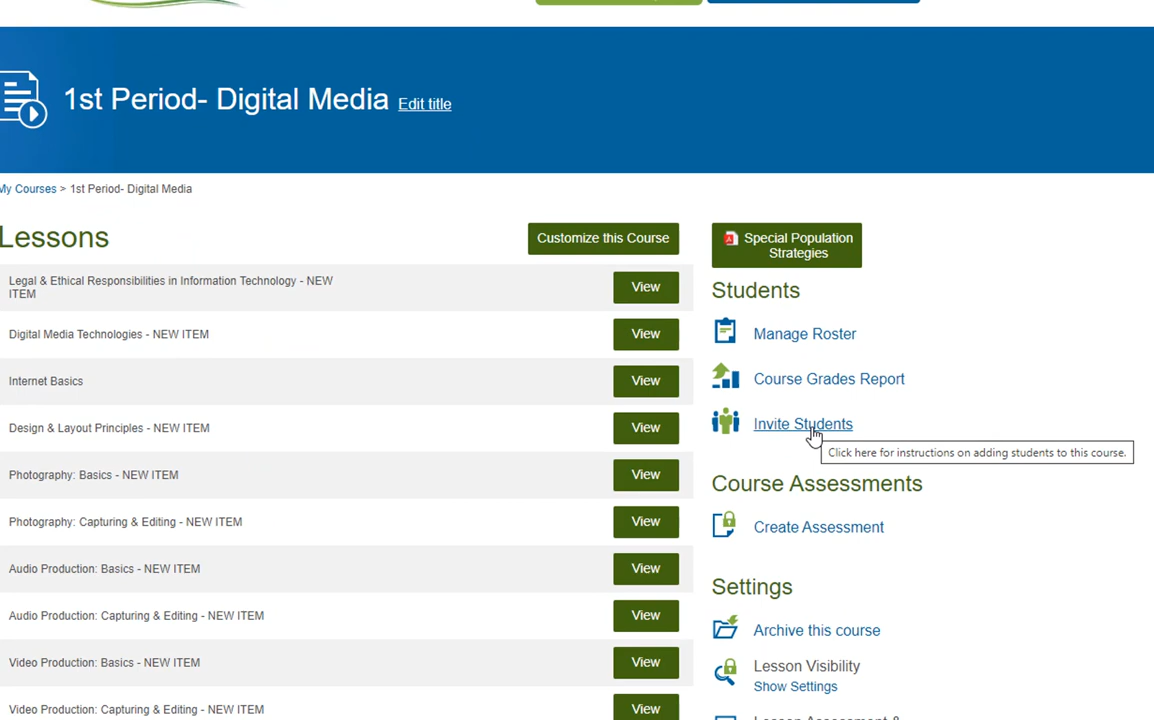 1st Period- Digital Media Edit title
My Courses > 1st Period- Digital Media
Lessons
Customize this Course
Legal & Ethical Responsibilities in Information Technology - NEW
ITEM
View
Digital Media Technologies - NEW ITEM
View
Internet Basics
View
Design & Layout Principles - NEW ITEM
View
Photography: Basics - NEW ITEM
View
Photography: Capturing & Editing - NEW ITEM
View
Audio Production: Basics - NEW ITEM
View
Audio Production: Capturing & Editing - NEW ITEM
View
Video Production: Basics - NEW ITEM
View
Video Production: Capturing & Editing - NEW ITEM
View
Special Population
Strategies
Students
Manage Roster
Course Grades Report
Invite Students
Click here for instructions on adding students to this course.
Course Assessments
Create Assessment
Settings
Archive this course
Lesson Visibility
Show Settings
Lesson Assessment &